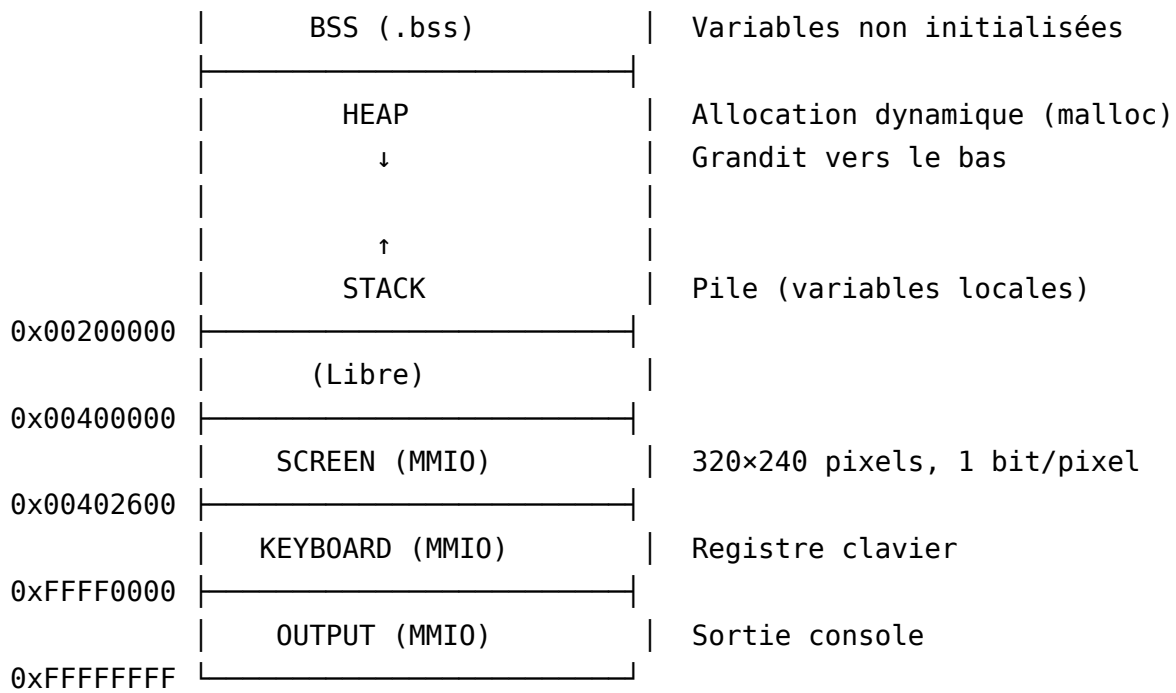 BSS (.bss) Variables non initialisées
HEAP Allocation dynamique (malloc)
↓ Grandit vers le bas
↑
STACK Pile (variables locales)
0x00200000
(Libre)
0x00400000
SCREEN (MMIO) 320×240 pixels, 1 bit/pixel
0x00402600
KEYBOARD (MMIO) Registre clavier
0xFFFF0000
OUTPUT (MMIO) Sortie console
0xFFFFFFFF